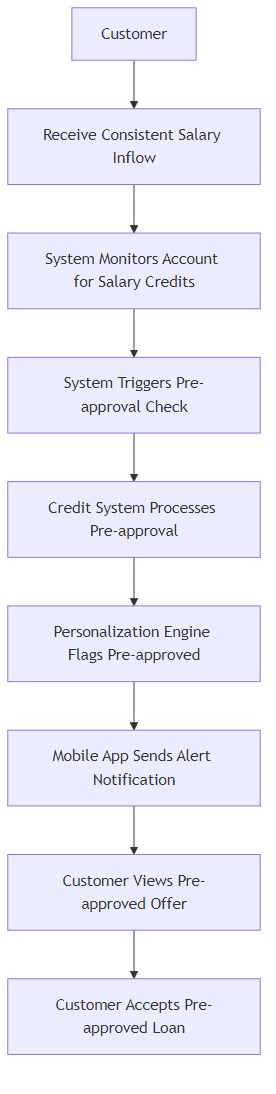 Customer
Receive Consistent Salary
Inflow
System Monitors Account
for Salary Credits
System Triggers Pre-
approval Check
Credit System Processes
Pre-approval
Personalization Engine
Flags Pre-approved
Mobile App Sends Alert
Notification
Customer Views Pre-
approved Offer
Customer Accepts Pre-
approved Loan